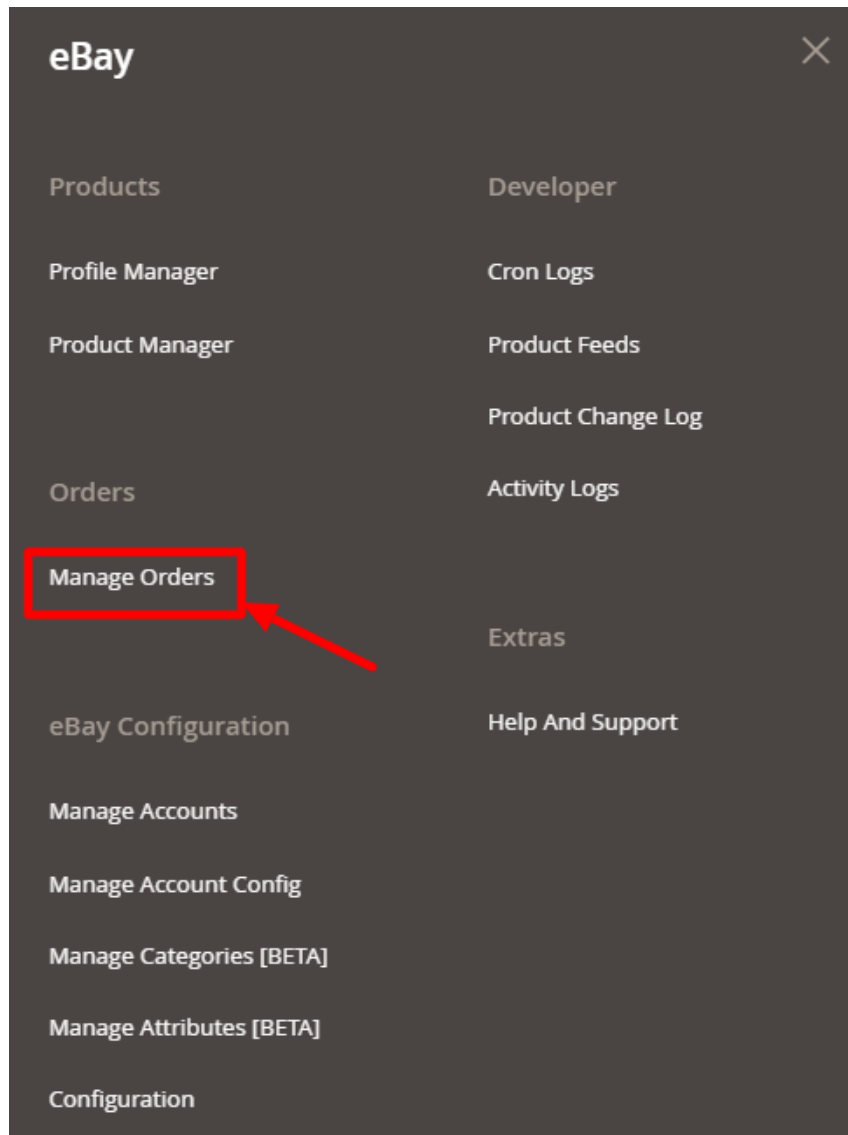 eBay
Products
Profile Manager
Product Manager
Orders
Manage Orders
eBay Configuration
Manage Accounts
Manage Account Config
Manage Categories [BETA]
Manage Attributes [BETA]
Configuration
Developer
Cron Logs
Product Feeds
Product Change Log
Activity Logs
Extras
Help And Support